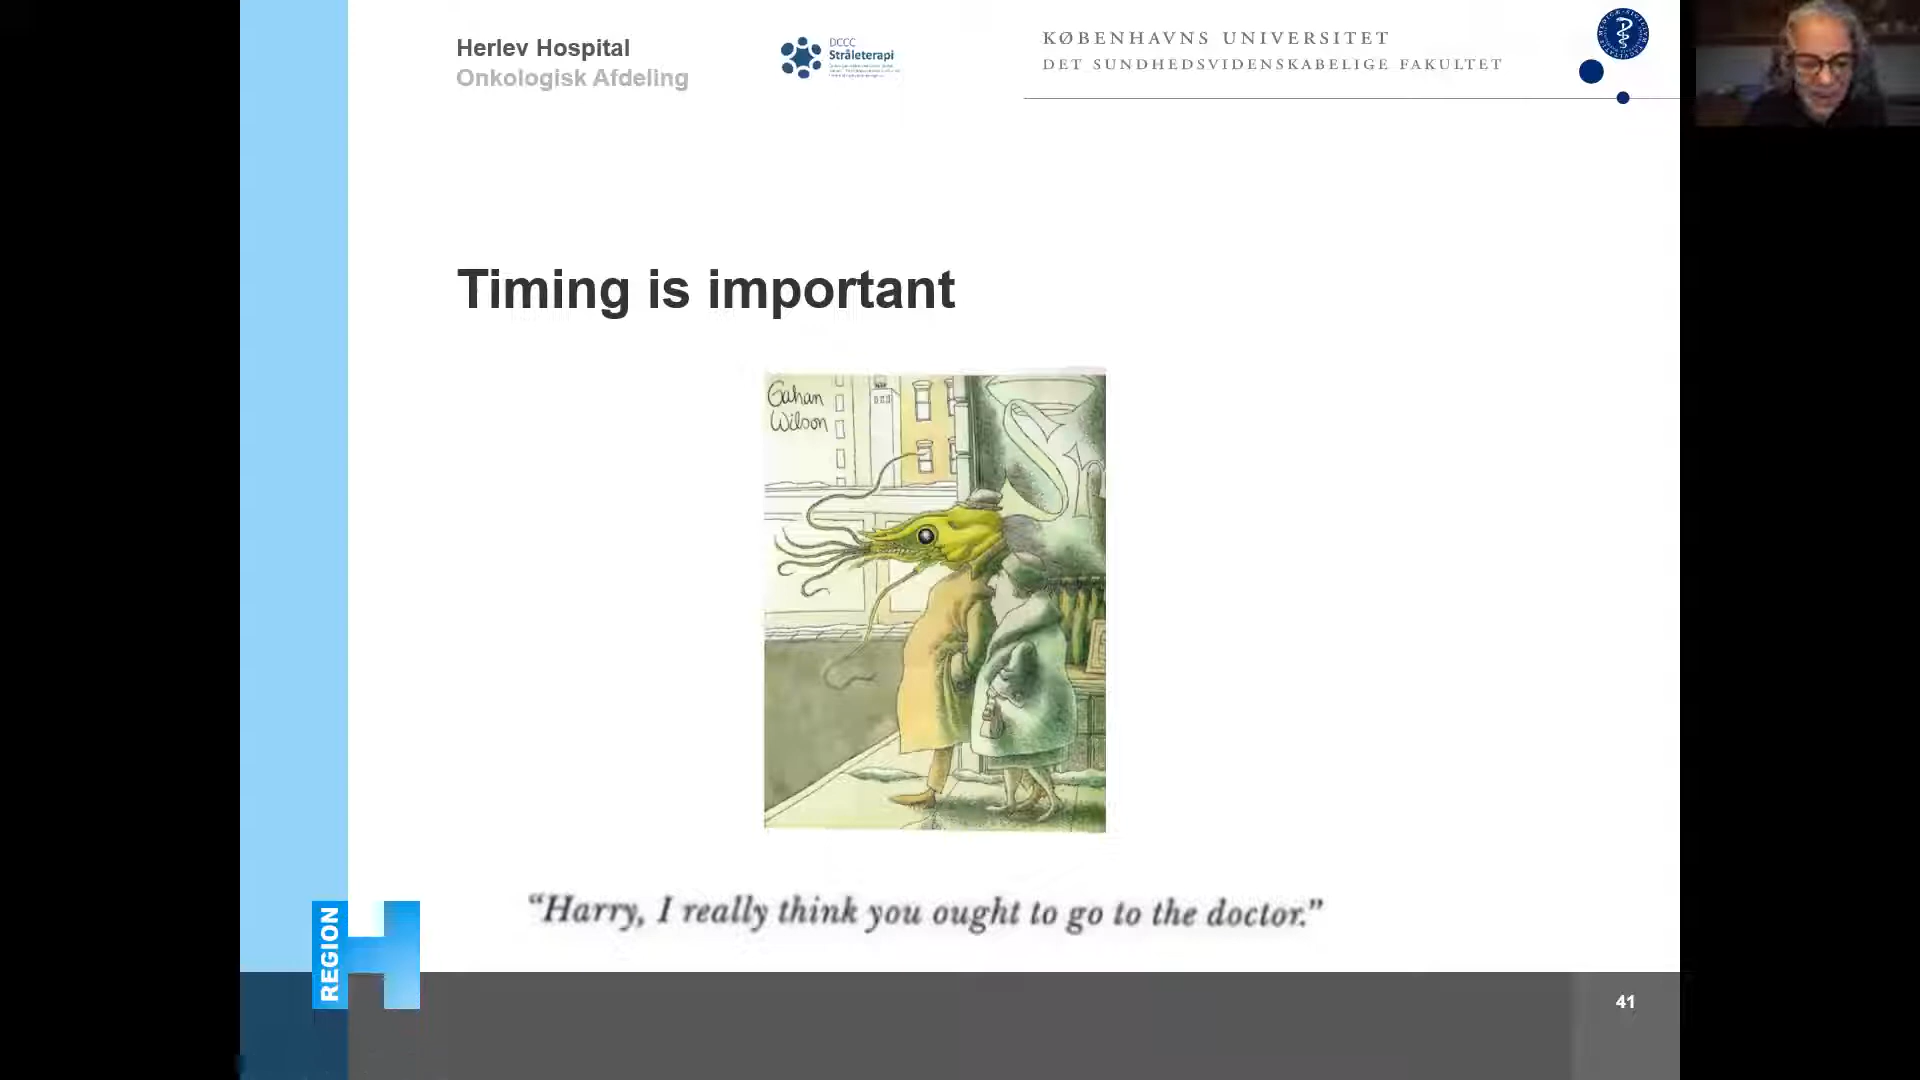 Herlev Hospital
Onkologisk Afdeling
DCCC
Stråleterapi
KØBENHAVNS UNIVERSITET
DET SUNDHEDSVIDENSKABELIGE FAKULTET
Timing is important
Gahan
Wilson
“Harry, I really think you ought to go to the doctor.”
REGION
41